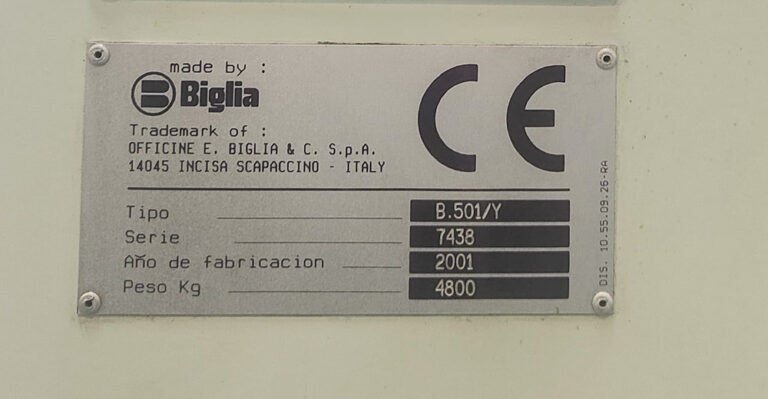 made by :
Biglia
CE
Trademark of :
OFFICINE E. BIGLIA & C. S.p.A.
14045 INCISA SCAPACCINO - ITALY
Tipo B.501/Y
Serie 7438
Año de fabricacion 2001
Peso Kg 4800
DIS. 10.55.09.26-RA